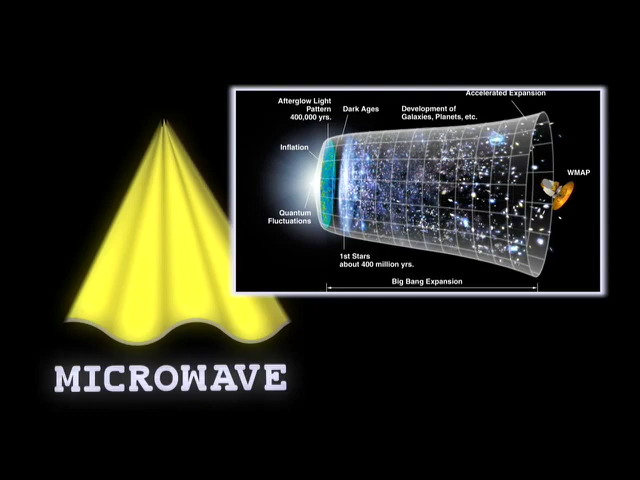 Accelerated Expansion
Afterglow Light
Pattern
400,000 yrs.
Dark Ages
Development of
Galaxies, Planets, etc.
Inflation
WMAP
Quantum
Fluctuations
1st Stars
about 400 million yrs.
Big Bang Expansion
MICROWAVE